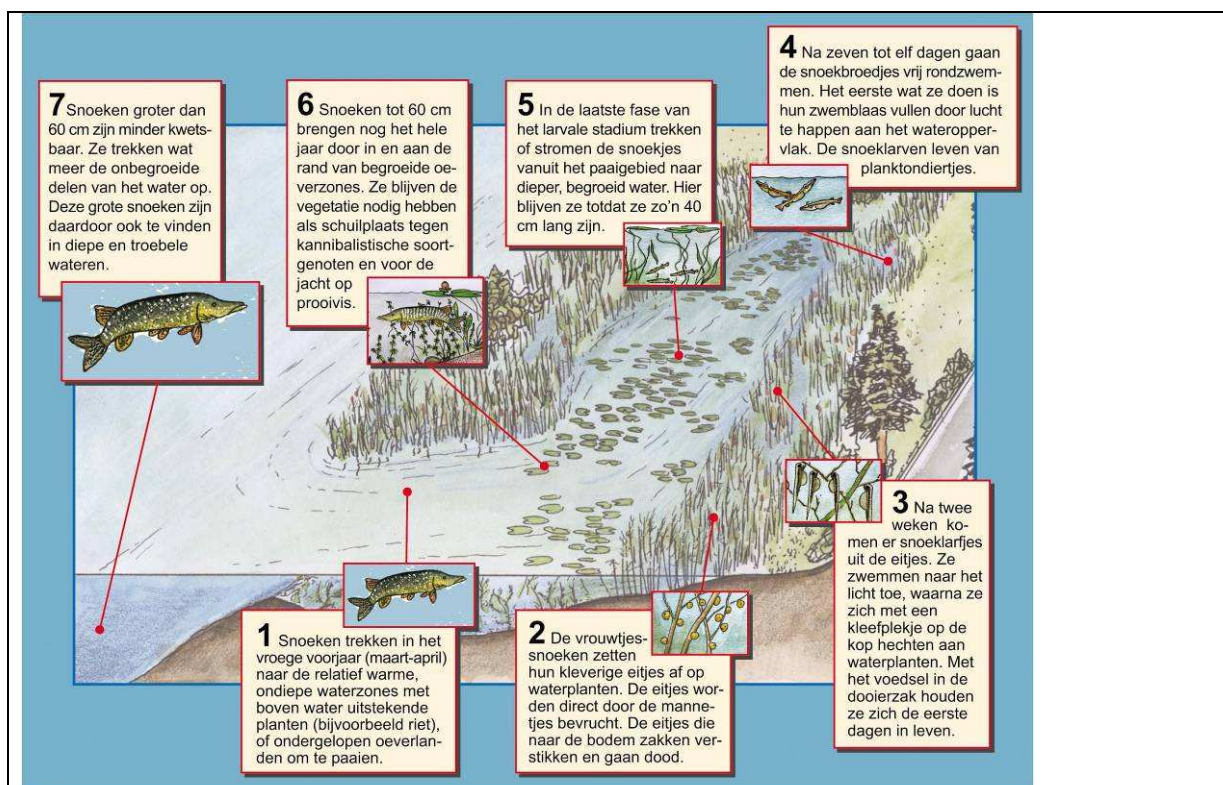 1 Snoeken trekken in het
vroege voorjaar (maart-april)
naar de relatief warme,
ondiepe waterzones met
boven water uitstekende
planten (bijvoorbeeld riet),
of ondergelopen oeverlan-
den om te paaien.
2 De vrouwtjes-
snoeken zetten
hun kleverige eitjes af op
waterplanten. De eitjes wor-
den direct door de manne-
tjes bevrucht. De eitjes die
naar de bodem zakken ver-
stikken en gaan dood.
3 Na twee
weken ko-
men er snoeklarfjes
uit de eitjes. Ze
zwemmen naar het
licht toe, waarna ze
zich met een
kleefplekje op de
kop hechten aan
waterplanten. Met
het voedsel in de
dooierzak houden
ze zich de eerste
dagen in leven.
4 Na zeven tot elf dagen gaan
de snoekbroedjes vrij rondzwem-
men. Het eerste wat ze doen is
hun zwemblaas vullen door lucht
te happen aan het wateropper-
vlak. De snoeklarven leven van
planktondiertjes.
5 In de laatste fase van
het larvale stadium trekken
of stromen de snoekjes
vanuit het paaigebied naar
dieper, begroeid water. Hier
blijven ze totdat ze zo'n 40
cm lang zijn.
6 Snoeken tot 60 cm
brengen nog het hele
jaar door in en aan de
rand van begroeide oe-
verzones. Ze blijven de
vegetatie nodig hebben
als schuilplaats tegen
kannibalistische soort-
genoten en voor de
jacht op
prooivis.
7 Snoeken groter dan
60 cm zijn minder kwets-
baar. Ze trekken wat
meer de onbegroeide
delen van het water op.
Deze grote snoeken zijn
daardoor ook te vinden
in diepe en troebele
wateren.